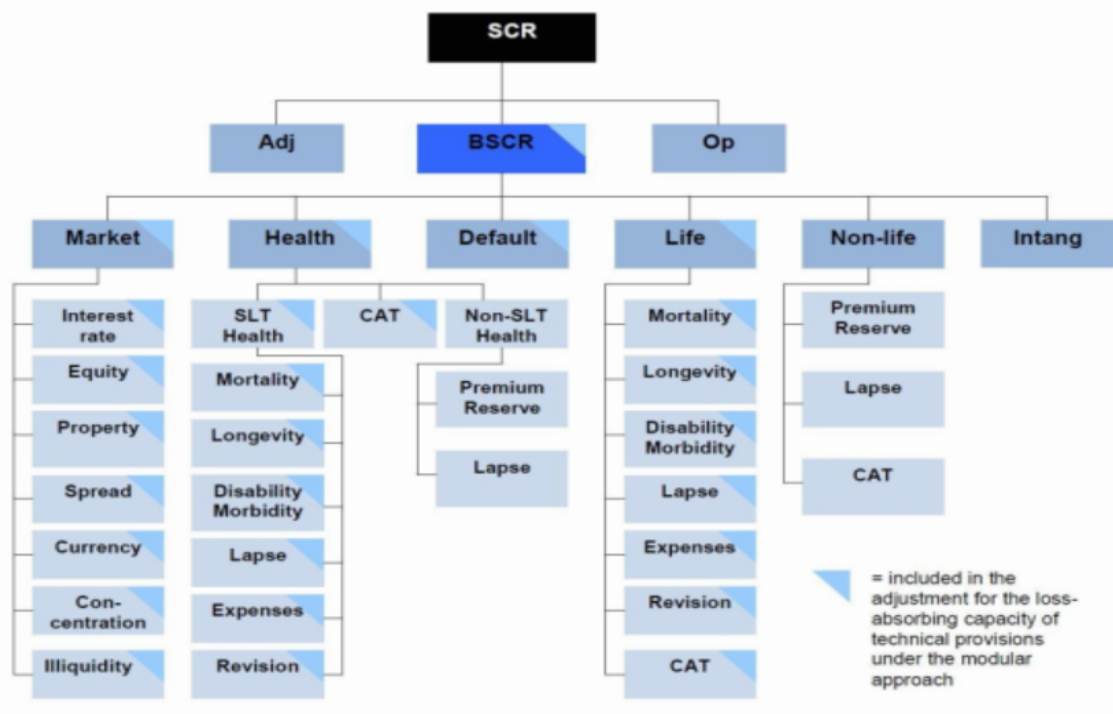 SCR
Adj
BSCR
Op
Market
Health
Default
Life
Non-life
Intang
Interest
rate
Equity
Property
Spread
Currency
Con-
centration
Illiquidity
SLT
Health
CAT
Non-SLT
Health
Mortality
Longevity
Disability
Morbidity
Lapse
Expenses
Revision
Premium
Reserve
Lapse
Mortality
Longevity
Disability
Morbidity
Lapse
Expenses
Revision
CAT
Premium
Reserve
Lapse
CAT
= included in the
adjustment for the loss-
absorbing capacity of
technical provisions
under the modular
approach